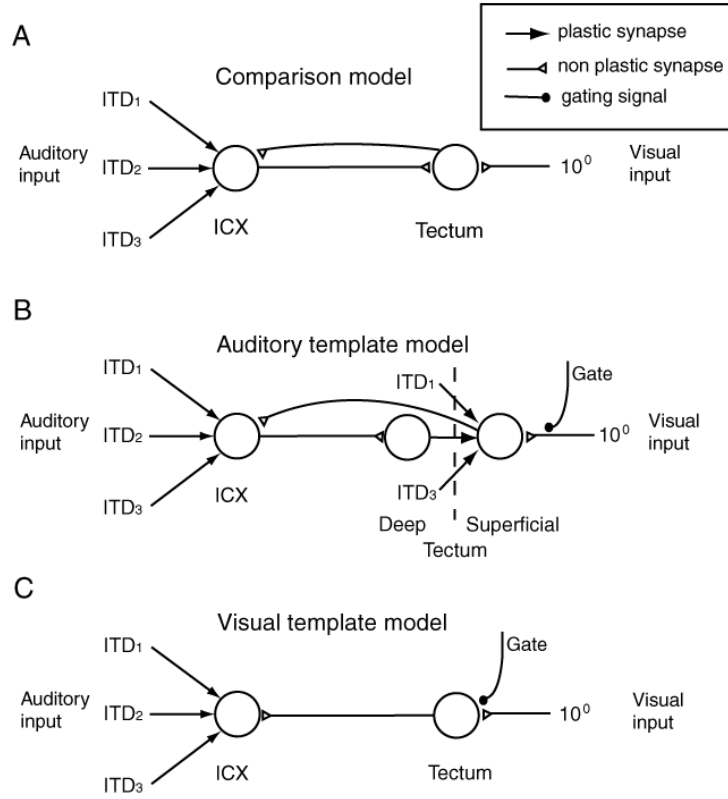 A
Comparison model
plastic synapse
non plastic synapse
gating signal
ITD1
Auditory input
ITD2
ITD3
ICX
Tectum
10⁰
Visual input
B
Auditory template model
ITD1
Auditory input
ITD2
ITD3
ICX
ITD1
ITD3
Gate
10⁰
Visual input
Deep
Superficial
Tectum
C
Visual template model
ITD1
Auditory input
ITD2
ITD3
ICX
Tectum
Gate
10⁰
Visual input